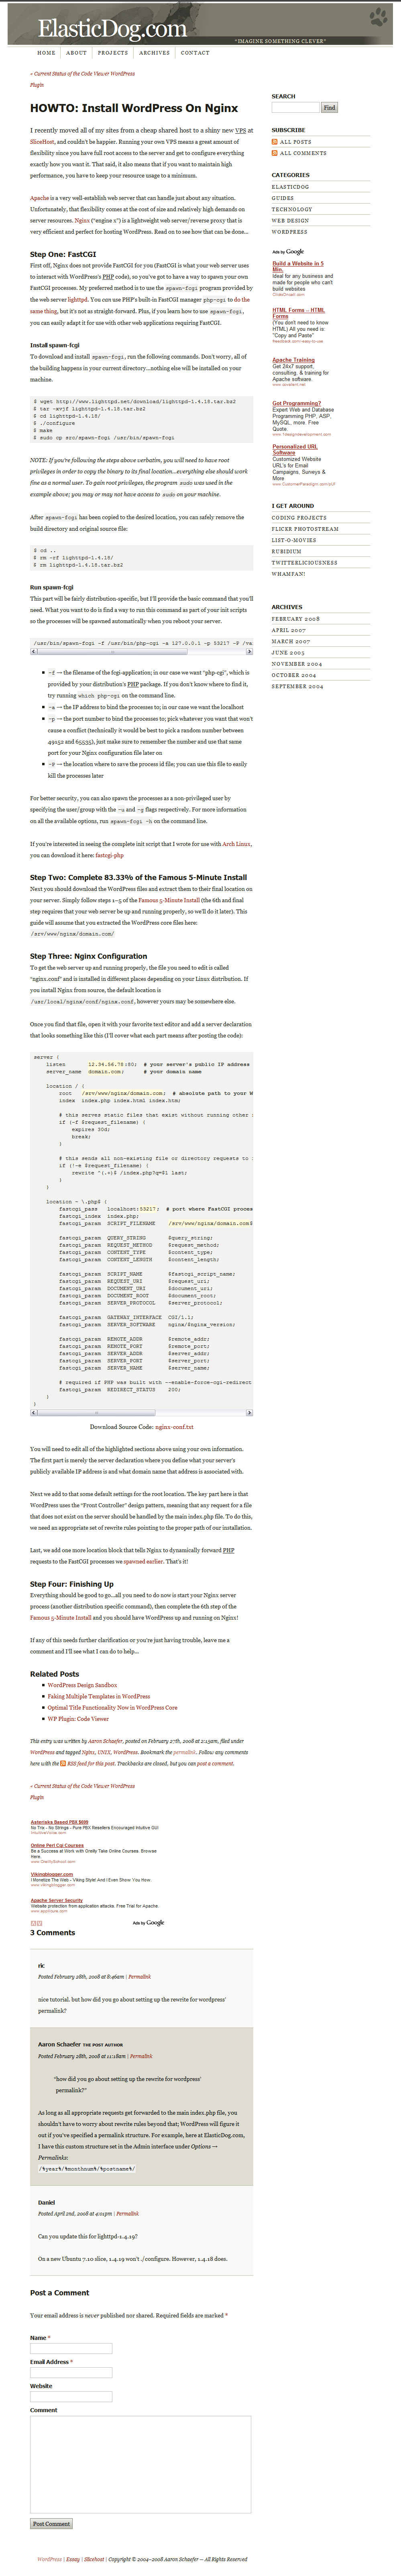 ElasticDog.com
"IMAGINE SOMETHING CLEVER"
HOME | ABOUT | PROJECTS | ARCHIVES | CONTACT
« Current Status of the Code Viewer WordPress
Plugin
HOWTO: Install WordPress On Nginx
I recently moved all of my sites from a cheap shared host to a shiny new VPS at
SliceHost, and couldn't be happier. Running your own VPS means a great amount of
flexibility since you have full root access to the server and get to configure everything
exactly how you want it. That said, it also means that if you want to maintain high
performance, you have to keep your resource usage to a minimum.
Apache is a very well-establish web server that can handle just about any situation.
Unfortunately, that flexibility comes at the cost of size and relatively high demands on
server resources. Nginx ("engine x") is a lightweight web server/reverse proxy that is
very efficient and perfect for hosting WordPress. Read on to see how that can be done…
Step One: FastCGI
First off, Nginx does not provide FastCGI for you (FastCGI is what your web server uses
to interact with WordPress's PHP code), so you've got to have a way to spawn your own
FastCGI processes. My preferred method is to use the spawn-fcgi program provided by
the web server lighttpd. You can use PHP's built-in FastCGI manager php-cgi to do the
same thing, but it's not as straight-forward. Plus, if you learn how to use spawn-fcgi,
you can easily adapt it for use with other web applications requiring FastCGI.
Install spawn-fcgi
To download and install spawn-fcgi, run the following commands. Don't worry, all of
the building happens in your current directory…nothing else will be installed on your
machine.
$ wget http://www.lighttpd.net/download/lighttpd-1.4.18.tar.bz2
$ tar -xvjf lighttpd-1.4.18.tar.bz2
$ cd lighttpd-1.4.18/
$ ./configure
$ make
$ sudo cp src/spawn-fcgi /usr/bin/spawn-fcgi
NOTE: If you're following the steps above verbatim, you will need to have root
privileges in order to copy the binary to its final location…everything else should work
fine as a normal user. To gain root privileges, the program sudo was used in the
example above; you may or may not have access to sudo on your machine.
After spawn-fcgi has been copied to the desired location, you can safely remove the
build directory and original source file:
$ cd ..
$ rm -rf lighttpd-1.4.18/
$ rm lighttpd-1.4.18.tar.bz2
Run spawn-fcgi
This part will be fairly distribution-specific, but I'll provide the basic command that you'll
need. What you want to do is find a way to run this command as part of your init scripts
so the processes will be spawned automatically when you reboot your server.
/usr/bin/spawn-fcgi -f /usr/bin/php-cgi -a 127.0.0.1 -p 53217 -P /va
-f → the filename of the fcgi-application; in our case we want "php-cgi", which is
provided by your distribution's PHP package. If you don't know where to find it,
try running which php-cgi on the command line.
-a → the IP address to bind the processes to; in our case we want the localhost
-p → the port number to bind the processes to; pick whatever you want that won't
cause a conflict (technically it would be best to pick a random number between
49152 and 65535), just make sure to remember the number and use that same
port for your Nginx configuration file later on
-P → the location where to save the process id file; you can use this file to easily
kill the processes later
For better security, you can also spawn the processes as a non-privileged user by
specifying the user/group with the -u and -g flags respectively. For more information
on all the available options, run spawn-fcgi -h on the command line.
If you're interested in seeing the complete init script that I wrote for use with Arch Linux,
you can download it here: fastcgi-php
Step Two: Complete 83.33% of the Famous 5-Minute Install
Next you should download the WordPress files and extract them to their final location on
your server. Simply follow steps 1–5 of the Famous 5-Minute Install (the 6th and final
step requires that your web server be up and running properly, so we'll do it later). This
guide will assume that you extracted the WordPress core files here:
/srv/www/nginx/domain.com/
Step Three: Nginx Configuration
To get the web server up and running properly, the file you need to edit is called
"nginx.conf" and is installed in different places depending on your Linux distribution. If
you install Nginx from source, the default location is
/usr/local/nginx/conf/nginx.conf, however yours may be somewhere else.
Once you find that file, open it with your favorite text editor and add a server declaration
that looks something like this (I'll cover what each part means after posting the code):
server {
listen 12.34.56.78:80; # your server's public IP address
server_name domain.com; # your domain name
location / {
root /srv/www/nginx/domain.com; # absolute path to your W
index index.php index.html index.htm;
# this serves static files that exist without running other
if (-f $request_filename) {
expires 30d;
break;
}
# this sends all non-existing file or directory requests to
if (!-e $request_filename) {
rewrite ^(.+)$ /index.php?q=$1 last;
}
}
location ~ \.php$ {
fastcgi_pass localhost:53217; # port where FastCGI proces
fastcgi_index index.php;
fastcgi_param SCRIPT_FILENAME /srv/www/nginx/domain.com$
fastcgi_param QUERY_STRING $query_string;
fastcgi_param REQUEST_METHOD $request_method;
fastcgi_param CONTENT_TYPE $content_type;
fastcgi_param CONTENT_LENGTH $content_length;
fastcgi_param SCRIPT_NAME $fastcgi_script_name;
fastcgi_param REQUEST_URI $request_uri;
fastcgi_param DOCUMENT_URI $document_uri;
fastcgi_param DOCUMENT_ROOT $document_root;
fastcgi_param SERVER_PROTOCOL $server_protocol;
fastcgi_param GATEWAY_INTERFACE CGI/1.1;
fastcgi_param SERVER_SOFTWARE nginx/$nginx_version;
fastcgi_param REMOTE_ADDR $remote_addr;
fastcgi_param REMOTE_PORT $remote_port;
fastcgi_param SERVER_ADDR $server_addr;
fastcgi_param SERVER_PORT $server_port;
fastcgi_param SERVER_NAME $server_name;
# required if PHP was built with --enable-force-cgi-redirect
fastcgi_param REDIRECT_STATUS 200;
}
}
Download Source Code: nginx-conf.txt
You will need to edit all of the highlighted sections above using your own information.
The first part is merely the server declaration where you define what your server's
publicly available IP address is and what domain name that address is associated with.
Next we add to that some default settings for the root location. The key part here is that
WordPress uses the "Front Controller" design pattern, meaning that any request for a file
that does not exist on the server should be handled by the main index.php file. To do this,
we need an appropriate set of rewrite rules pointing to the proper path of our installation.
Last, we add one more location block that tells Nginx to dynamically forward PHP
requests to the FastCGI processes we spawned earlier. That's it!
Step Four: Finishing Up
Everything should be good to go…all you need to do now is start your Nginx server
process (another distribution specific command), then complete the 6th step of the
Famous 5-Minute Install and you should have WordPress up and running on Nginx!
If any of this needs further clarification or you're just having trouble, leave me a
comment and I'll see what I can do to help…
Related Posts
WordPress Design Sandbox
Faking Multiple Templates in WordPress
Optimal Title Functionality Now in WordPress Core
WP Plugin: Code Viewer
This entry was written by Aaron Schaefer, posted on February 27th, 2008 at 2:15am, filed under
WordPress and tagged Nginx, UNIX, WordPress. Bookmark the permalink. Follow any comments
here with the RSS feed for this post. Trackbacks are closed, but you can post a comment.
« Current Status of the Code Viewer WordPress
Plugin
Asterisks Based PBX $699
No Tris - No Strings - Pure PBX Resellers Encouraged Intuitive GUI
Online Perl Cgi Courses
Be a Success at Work with Oreilly Take Online Courses. Browse
Here.
Vikingblogger.com
I Monetize The Web - Viking Style! And I Even Show You How.
www.vikingblogger.com
Apache Server Security
Website protection from application attacks. Free Trial for Apache.
www.applicure.com
Ads by Google
3 Comments
ric
Posted February 28th, 2008 at 8:46am | Permalink
nice tutorial. but how did you go about setting up the rewrite for wordpress'
permalink?
Aaron Schaefer THE POST AUTHOR
Posted February 28th, 2008 at 11:18am | Permalink
"how did you go about setting up the rewrite for wordpress'
permalink?"
As long as all appropriate requests get forwarded to the main index.php file, you
shouldn't have to worry about rewrite rules beyond that; WordPress will figure it
out if you've specified a permalink structure. For example, here at ElasticDog.com,
I have this custom structure set in the Admin interface under Options →
Permalinks:
/%year%/%monthnum%/%postname%/
Daniel
Posted April 2nd, 2008 at 4:01pm | Permalink
Can you update this for lighttpd-1.4.19?
On a new Ubuntu 7.10 slice, 1.4.19 won't ./configure. However, 1.4.18 does.
Post a Comment
Your email address is never published nor shared. Required fields are marked *
Name *
Email Address *
Website
Comment
Post Comment
SEARCH
Find
SUBSCRIBE
ALL POSTS
ALL COMMENTS
CATEGORIES
ELASTICDOG
GUIDES
TECHNOLOGY
WEB DESIGN
WORDPRESS
Ads by Google
Build a Website in 5
Min.
Ideal for any business and
made for people who can't
build websites
HTML Forms -- HTML
Forms
(You don't need to know
HTML) All you need is:
"Copy and Paste"
Apache Training
Get 24x7 support,
consulting, & training for
Apache software
Got Programming?
Expert Web and Database
Programming PHP, ASP,
MySQL, more. Free
Quote.
Personalized URL
Software
Customized Website
URL's for Email
Campaigns, Surveys &
More
I GET AROUND
CODING PROJECTS
FLICKR PHOTOSTREAM
LIST-O-MOVIES
RUBIDIUM
TWITTERLICIOUSNESS
WHAMFAN!
ARCHIVES
FEBRUARY 2008
APRIL 2007
MARCH 2007
JUNE 2005
NOVEMBER 2004
OCTOBER 2004
SEPTEMBER 2004
WordPress | Essay | Slicehost | Copyright © 2004–2008 Aaron Schaefer — All Rights Reserved